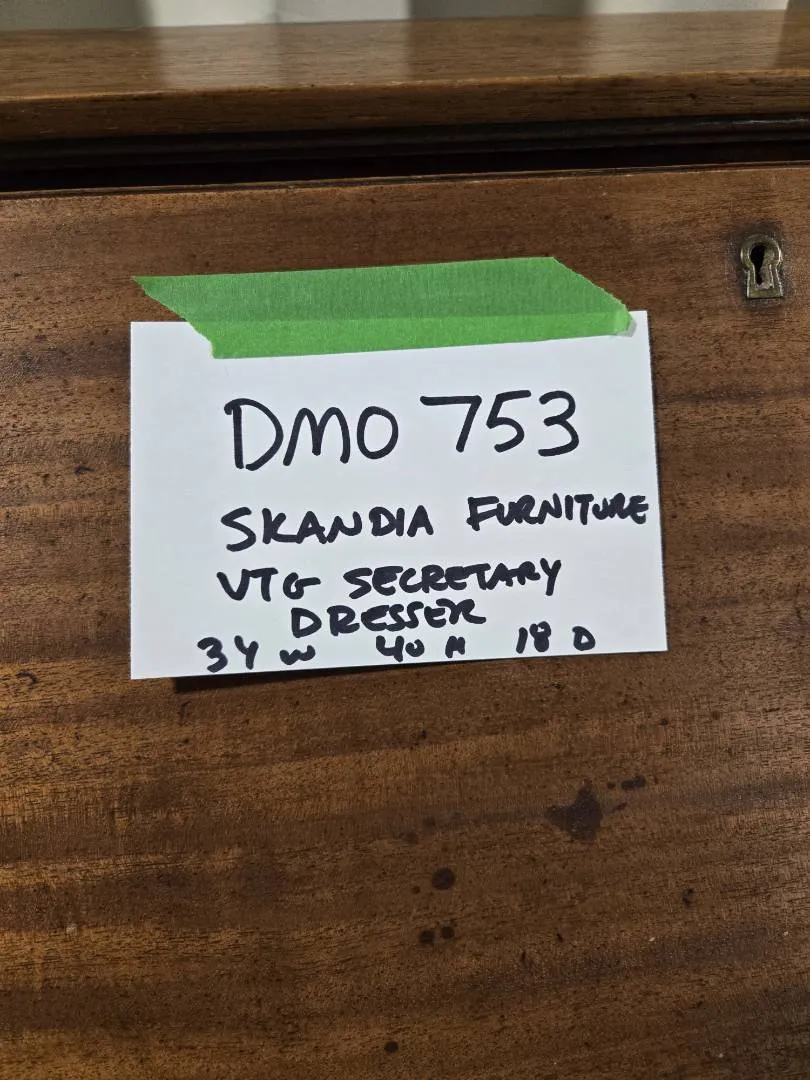 DMO 753
SKANDIA FURNITURE
VTG SECRETARY
DRESSER
34 W 40 H 18 D